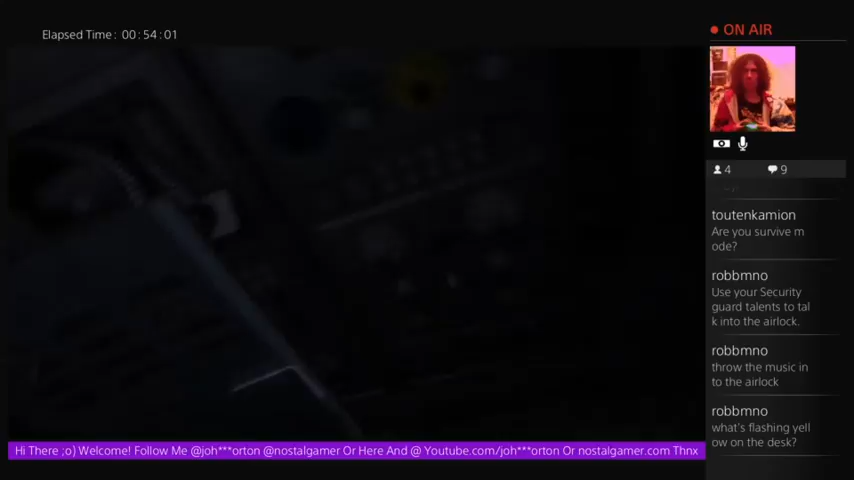 Elapsed Time: 00:54:01
ON AIR
4
9
toutenkamion
Are you survive m
ode?
robbmno
Use your Security
guard talents to tal
k into the airlock.
robbmno
throw the music in
to the airlock
robbmno
what's flashing yell
ow on the desk?
Hi There ;o) Welcome! Follow Me @joh***orton @nostalgamer Or Here And @ Youtube.com/joh***orton Or nostalgamer.com Thnx